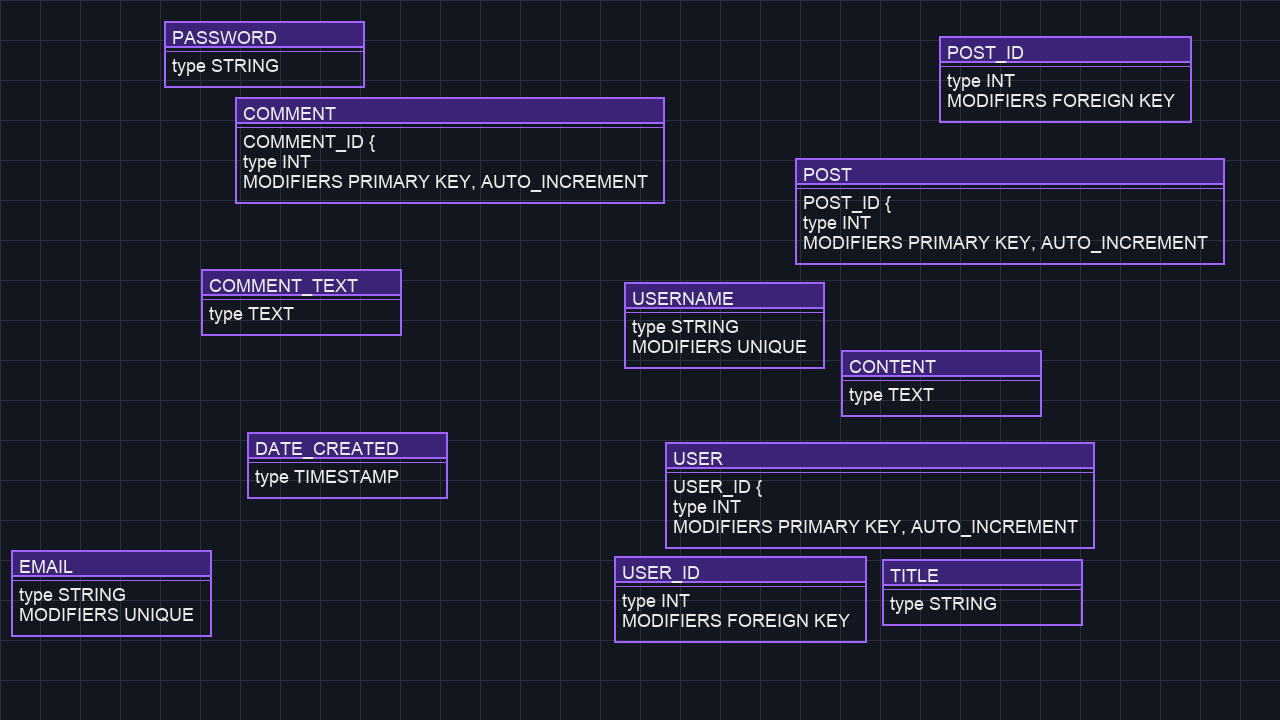 PASSWORD
type STRING
POST_ID
type INT
MODIFIERS FOREIGN KEY
COMMENT
COMMENT_ID {
type INT
MODIFIERS PRIMARY KEY, AUTO_INCREMENT
POST
POST_ID {
type INT
MODIFIERS PRIMARY KEY, AUTO_INCREMENT
COMMENT_TEXT
type TEXT
USERNAME
type STRING
MODIFIERS UNIQUE
CONTENT
type TEXT
DATE_CREATED
type TIMESTAMP
USER
USER_ID {
type INT
MODIFIERS PRIMARY KEY, AUTO_INCREMENT
EMAIL
type STRING
MODIFIERS UNIQUE
USER_ID
type INT
MODIFIERS FOREIGN KEY
TITLE
type STRING